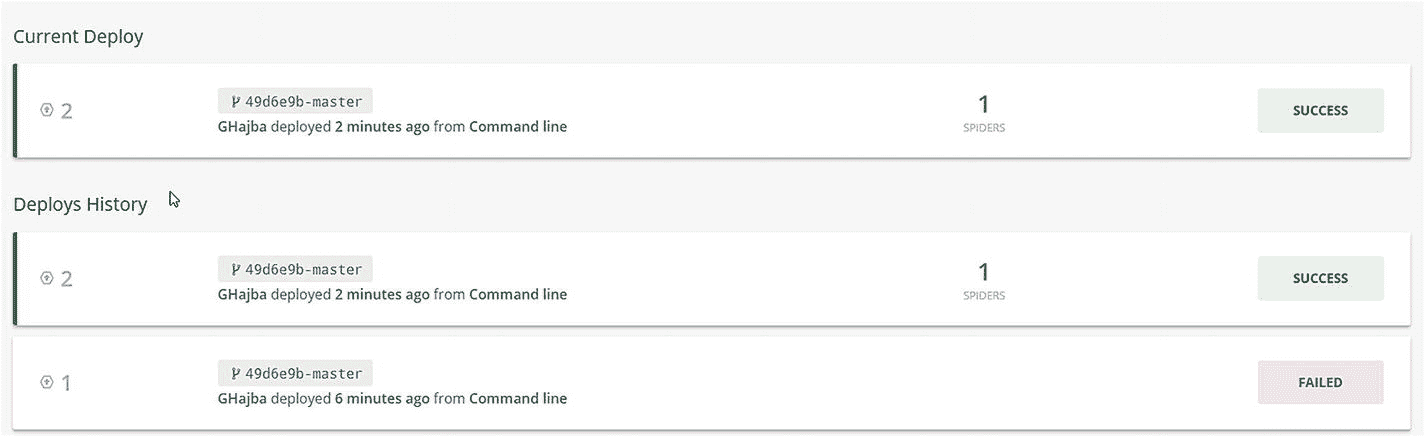 Current Deploy
2
49d6e9b-master
GHajba deployed 2 minutes ago from Command line
1
SPIDERS
SUCCESS
Deploys History
2
49d6e9b-master
GHajba deployed 2 minutes ago from Command line
1
SPIDERS
SUCCESS
1
49d6e9b-master
GHajba deployed 6 minutes ago from Command line
FAILED